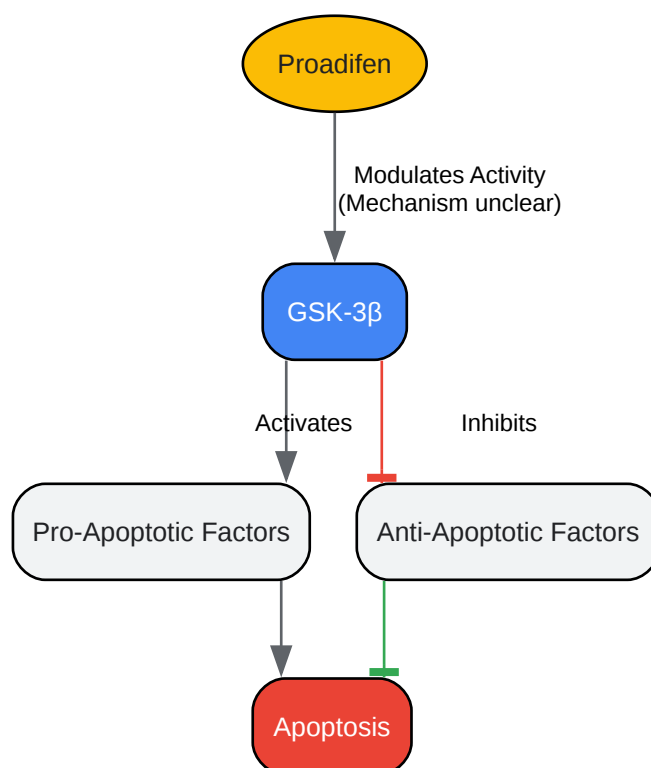 Proadifen
Modulates Activity
(Mechanism unclear)
GSK-3β
Activates
Inhibits
Pro-Apoptotic Factors
Anti-Apoptotic Factors
Apoptosis